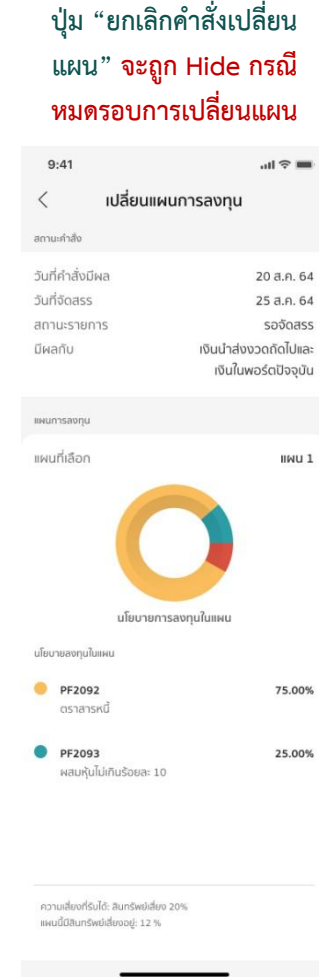 ปุ่ม “ยกเลิกคำสั่งเปลี่ยน
แผน” จะถูก Hide กรณี
หมดรอบการเปลี่ยนแผน
9:41
เปลี่ยนแผนการลงทุน
สถานะคำสั่ง
วันที่คำสั่งมีผล 20 ส.ค. 64
วันที่จัดสรร 25 ส.ค. 64
สถานะรายการ รอจัดสรร
มีผลกับ เงินนำส่งงวดถัดไปและ
เงินในพอร์ตปัจจุบัน
แผนการลงทุน
แผนที่เลือก แผน 1
นโยบายการลงทุนในแผน
นโยบายลงทุนในแผน
PF2092 75.00%
ตราสารหนี้
PF2093 25.00%
ผสมหุ้นไม่เกินร้อยละ 10
ความเสี่ยงที่รับได้: สินทรัพย์เสี่ยง 20%
แผนนี้มีสินทรัพย์เสี่ยงอยู่: 12 %